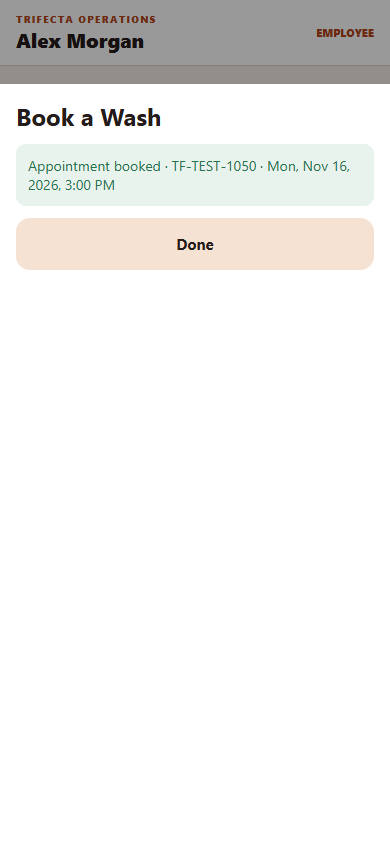 TRIFECTA OPERATIONS
Alex Morgan
EMPLOYEE
Book a Wash
Appointment booked · TF-TEST-1050 · Mon, Nov 16,
2026, 3:00 PM
Done